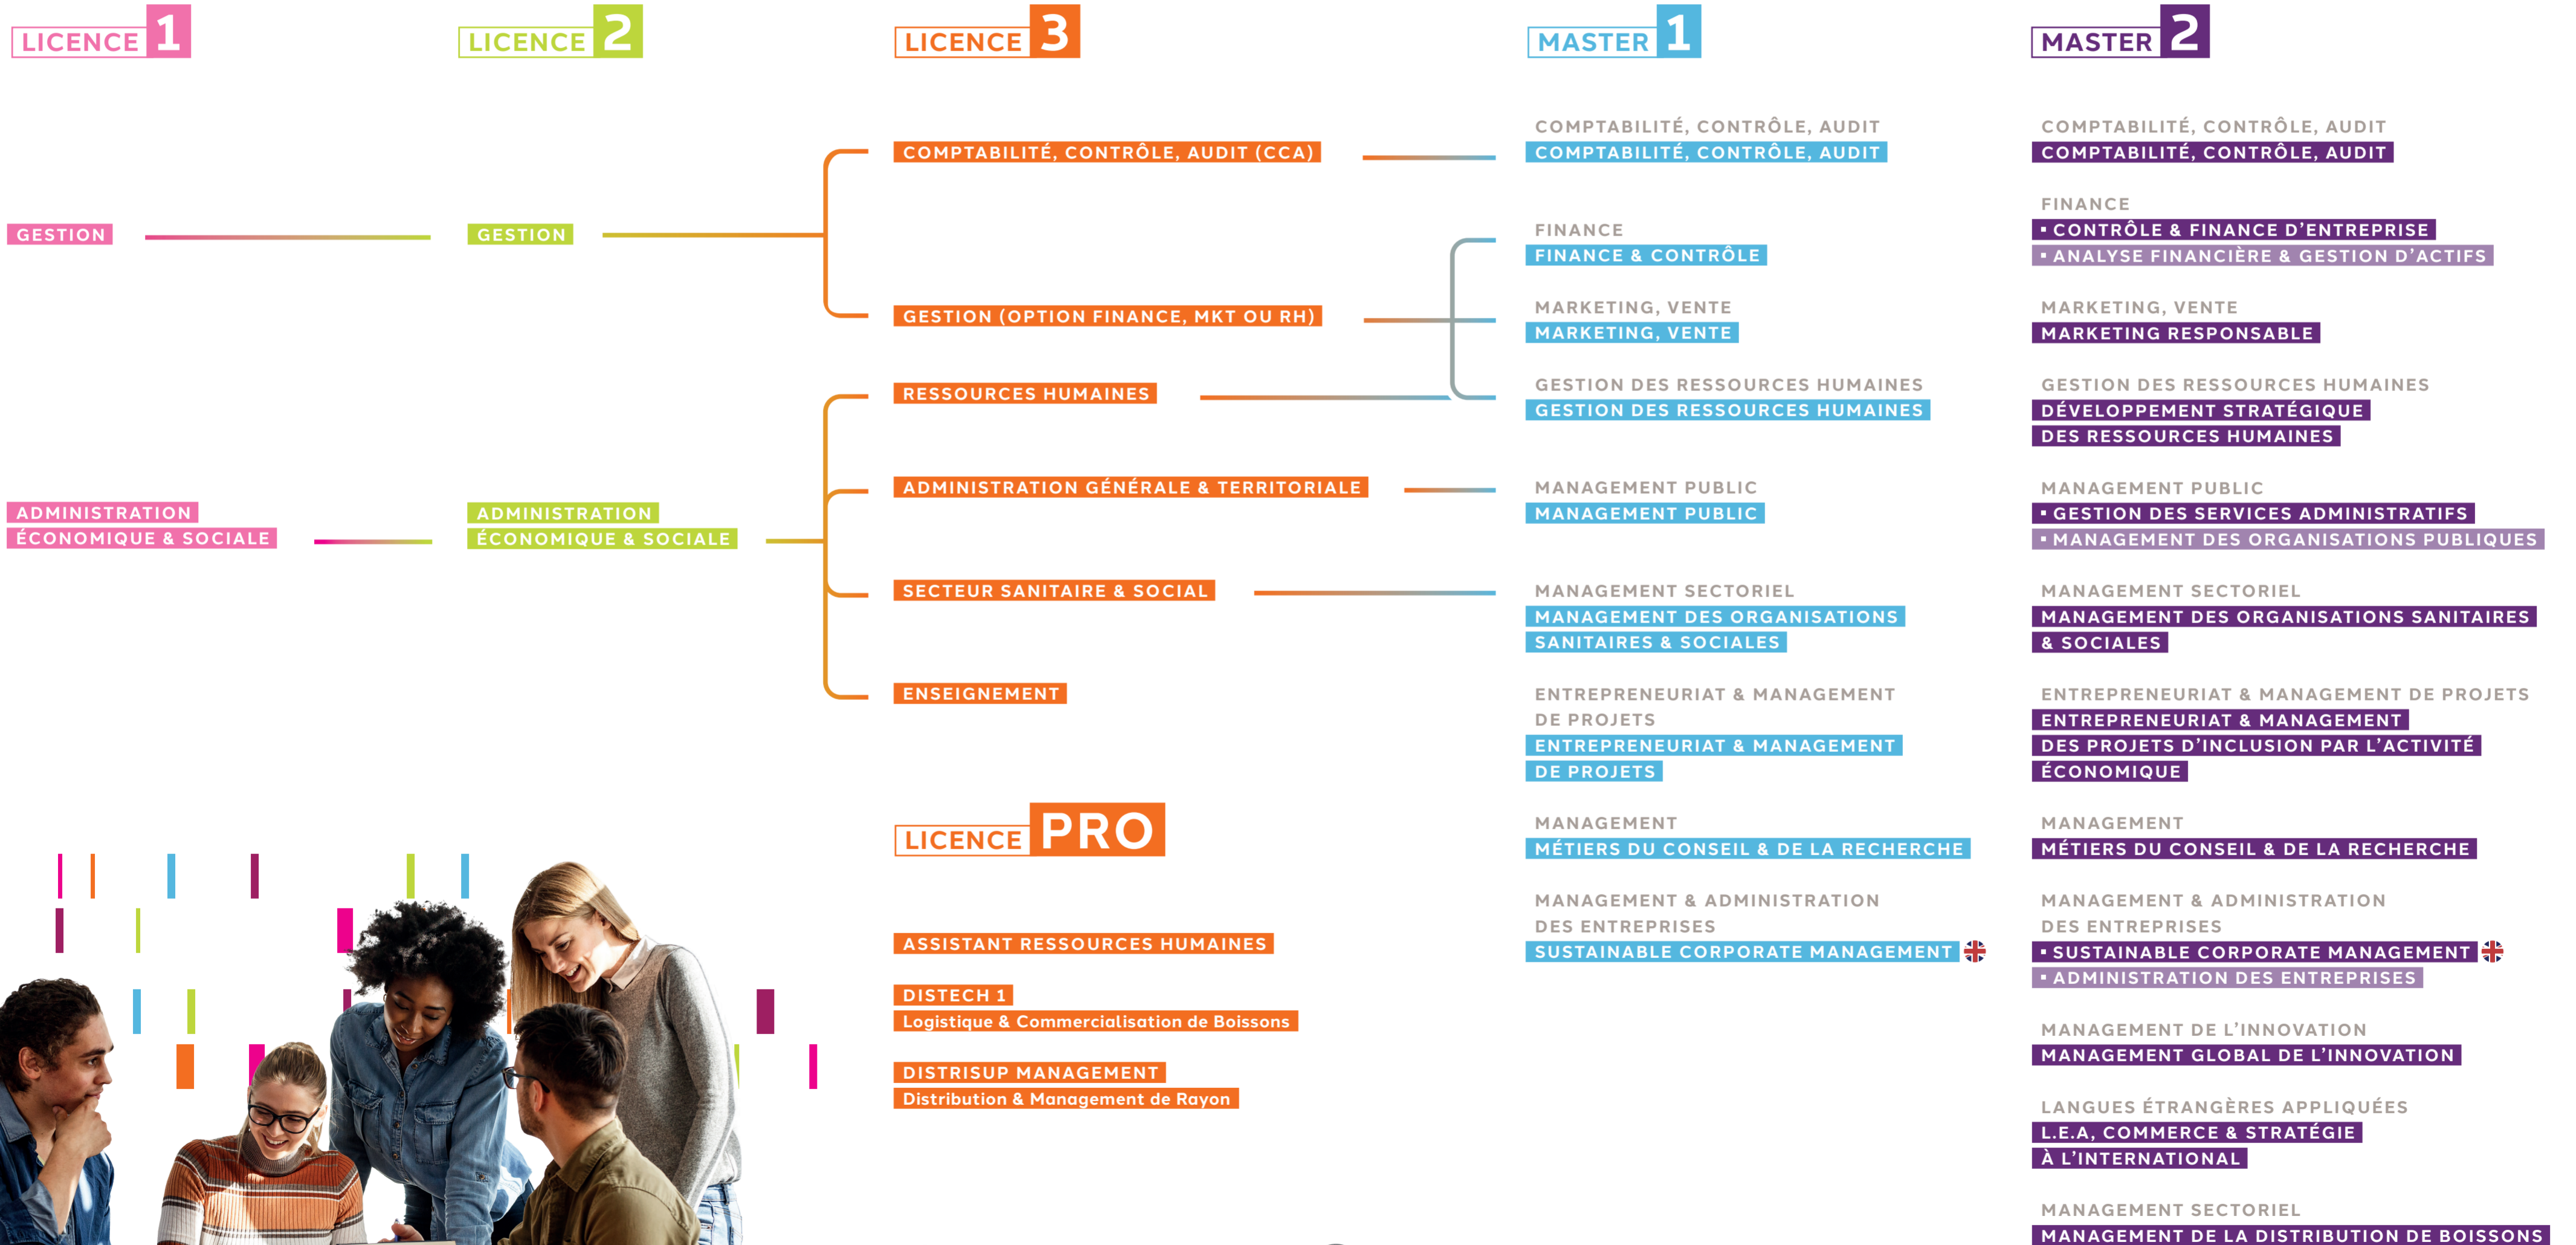 LICENCE 1
LICENCE 2
LICENCE 3
MASTER 1
MASTER 2
GESTION
ADMINISTRATION
ÉCONOMIQUE & SOCIALE
GESTION
ADMINISTRATION
ÉCONOMIQUE & SOCIALE
COMPTABILITÉ, CONTRÔLE, AUDIT (CCA)
GESTION (OPTION FINANCE, MKT OU RH)
RESSOURCES HUMAINES
ADMINISTRATION GÉNÉRALE & TERRITORIALE
SECTEUR SANITAIRE & SOCIAL
ENSEIGNEMENT
LICENCE PRO
ASSISTANT RESSOURCES HUMAINES
DISTECH 1
Logistique & Commercialisation de Boissons
DISTRISUP MANAGEMENT
Distribution & Management de Rayon
COMPTABILITÉ, CONTRÔLE, AUDIT
COMPTABILITÉ, CONTRÔLE, AUDIT
FINANCE
FINANCE & CONTRÔLE
MARKETING, VENTE
MARKETING, VENTE
GESTION DES RESSOURCES HUMAINES
GESTION DES RESSOURCES HUMAINES
MANAGEMENT PUBLIC
MANAGEMENT PUBLIC
MANAGEMENT SECTORIEL
MANAGEMENT DES ORGANISATIONS
SANITAIRES & SOCIALES
ENTREPRENEURIAT & MANAGEMENT
DE PROJETS
ENTREPRENEURIAT & MANAGEMENT
DE PROJETS
MANAGEMENT
MÉTIERS DU CONSEIL & DE LA RECHERCHE
MANAGEMENT & ADMINISTRATION
DES ENTREPRISES
SUSTAINABLE CORPORATE MANAGEMENT
COMPTABILITÉ, CONTRÔLE, AUDIT
COMPTABILITÉ, CONTRÔLE, AUDIT
FINANCE
▪ CONTRÔLE & FINANCE D'ENTREPRISE
▪ ANALYSE FINANCIÈRE & GESTION D'ACTIFS
MARKETING, VENTE
MARKETING RESPONSABLE
GESTION DES RESSOURCES HUMAINES
DÉVELOPPEMENT STRATÉGIQUE
DES RESSOURCES HUMAINES
MANAGEMENT PUBLIC
▪ GESTION DES SERVICES ADMINISTRATIFS
▪ MANAGEMENT DES ORGANISATIONS PUBLIQUES
MANAGEMENT SECTORIEL
MANAGEMENT DES ORGANISATIONS SANITAIRES
& SOCIALES
ENTREPRENEURIAT & MANAGEMENT DE PROJETS
ENTREPRENEURIAT & MANAGEMENT
DES PROJETS D'INCLUSION PAR L'ACTIVITÉ
ÉCONOMIQUE
MANAGEMENT
MÉTIERS DU CONSEIL & DE LA RECHERCHE
MANAGEMENT & ADMINISTRATION
DES ENTREPRISES
▪ SUSTAINABLE CORPORATE MANAGEMENT
▪ ADMINISTRATION DES ENTREPRISES
MANAGEMENT DE L'INNOVATION
MANAGEMENT GLOBAL DE L'INNOVATION
LANGUES ÉTRANGÈRES APPLIQUÉES
L.E.A, COMMERCE & STRATÉGIE
À L'INTERNATIONAL
MANAGEMENT SECTORIEL
MANAGEMENT DE LA DISTRIBUTION DE BOISSONS